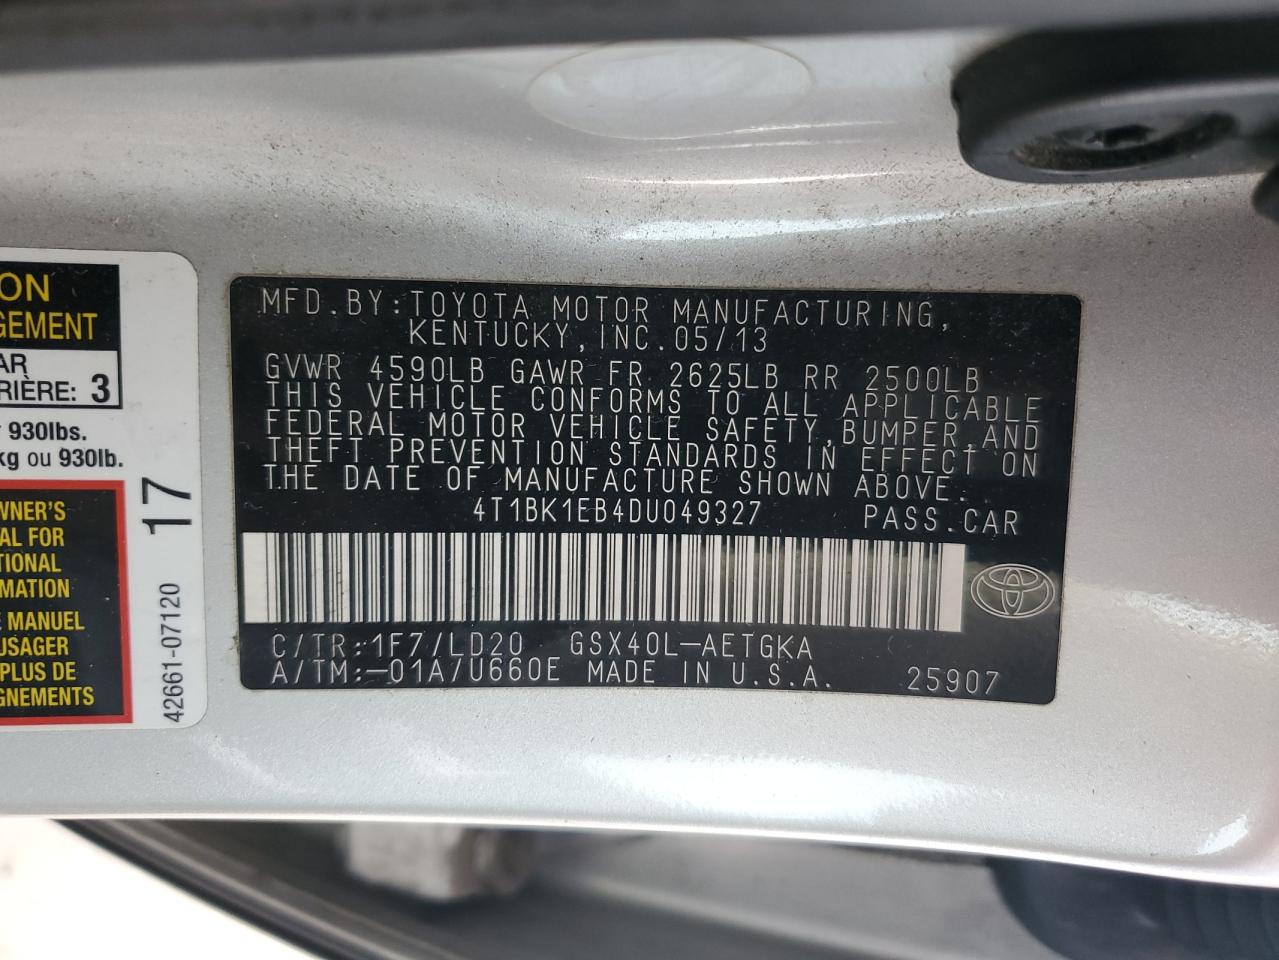 ON
GEMENT
AR
RIÈRE: 3
930lbs.
kg ou 930lb.
WNER'S
AL FOR
TIONAL
MATION
E MANUEL
USAGER
PLUS DE
GNEMENTS
17
42661-07120
MFD.BY:TOYOTA MOTOR MANUFACTURING,
KENTUCKY,INC.05/13
GVWR 4590LB GAWR FR 2625LB RR 2500LB
THIS VEHICLE CONFORMS TO ALL APPLICABLE
FEDERAL MOTOR VEHICLE SAFETY,BUMPER,AND
THEFT PREVENTION STANDARDS IN EFFECT ON
THE DATE OF MANUFACTURE SHOWN ABOVE.
4T1BK1EB4DU049327 PASS.CAR
C/TR:1F7/LD20 GSX40L-AETGKA
A/TM:-01A/U660E MADE IN U.S.A. 25907